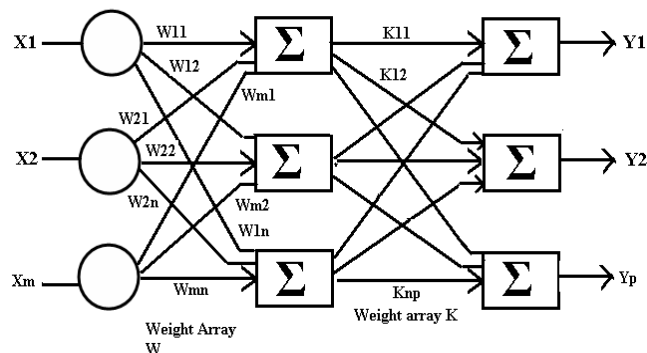 X1 W11 Σ K11 Σ Y1
W12 K12
Wm1
W21
X2 W22 Σ Σ Y2
W2n Wm2
W1n
Xm Wmn Σ Knp Σ Yp
Weight Array
W
Weight array K